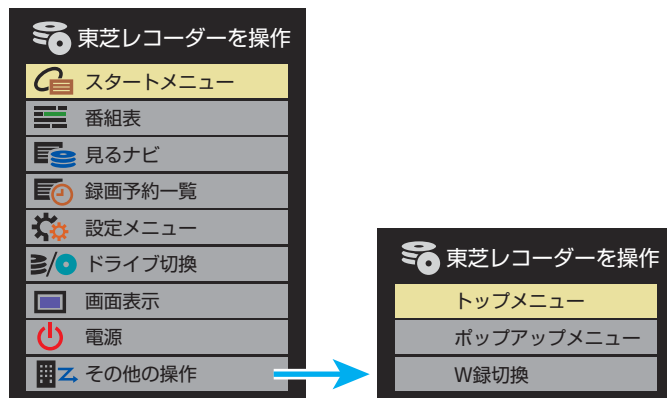 東芝レコーダーを操作
スタートメニュー
番組表
見るナビ
録画予約一覧
設定メニュー
ドライブ切換
画面表示
電源
その他の操作
東芝レコーダーを操作
トップメニュー
ポップアップメニュー
W録切換